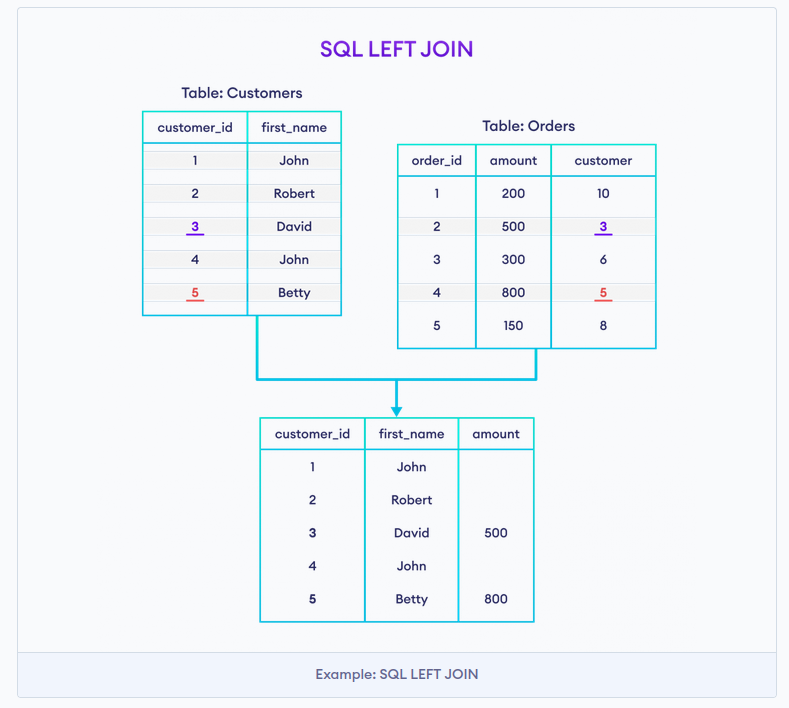 SQL LEFT JOIN
Table: Customers
customer_id first_name
1 John
2 Robert
3 David
4 John
5 Betty
Table: Orders
order_id amount customer
1 200 10
2 500 3
3 300 6
4 800 5
5 150 8
customer_id first_name amount
1 John
2 Robert
3 David 500
4 John
5 Betty 800
Example: SQL LEFT JOIN